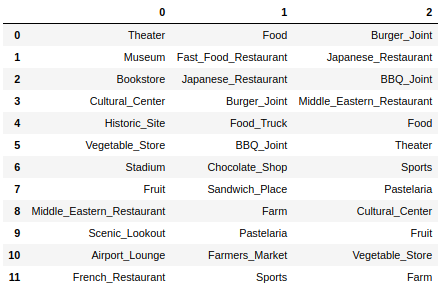 0 1 2
0 Theater Food Burger_Joint
1 Museum Fast_Food_Restaurant Japanese_Restaurant
2 Bookstore Japanese_Restaurant BBQ_Joint
3 Cultural_Center Burger_Joint Middle_Eastern_Restaurant
4 Historic_Site Food_Truck Food
5 Vegetable_Store BBQ_Joint Theater
6 Stadium Chocolate_Shop Sports
7 Fruit Sandwich_Place Pastelaria
8 Middle_Eastern_Restaurant Farm Cultural_Center
9 Scenic_Lookout Pastelaria Fruit
10 Airport_Lounge Farmers_Market Vegetable_Store
11 French_Restaurant Sports Farm